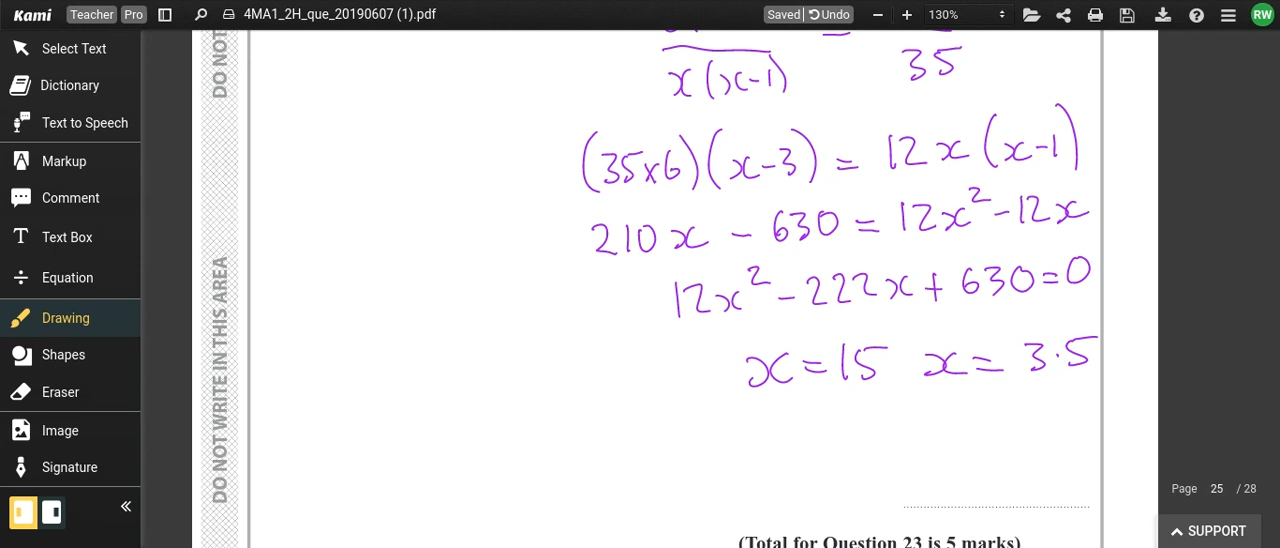 Kami Teacher Pro 4MA1_2H_que_20190607 (1).pdf Saved Undo 130% RW
Select Text
Dictionary
Text to Speech
Markup
Comment
Text Box
Equation
Drawing
Shapes
Eraser
Image
Signature
DO NOT
DO NOT WRITE IN THIS AREA
x(x-1) = 35
(35×6)(x-3) = 12x(x-1)
210x - 630 = 12x² - 12x
12x² - 222x + 630 = 0
x = 15 x = 3.5
(Total for Question 23 is 5 marks)
Page 25 / 28
SUPPORT